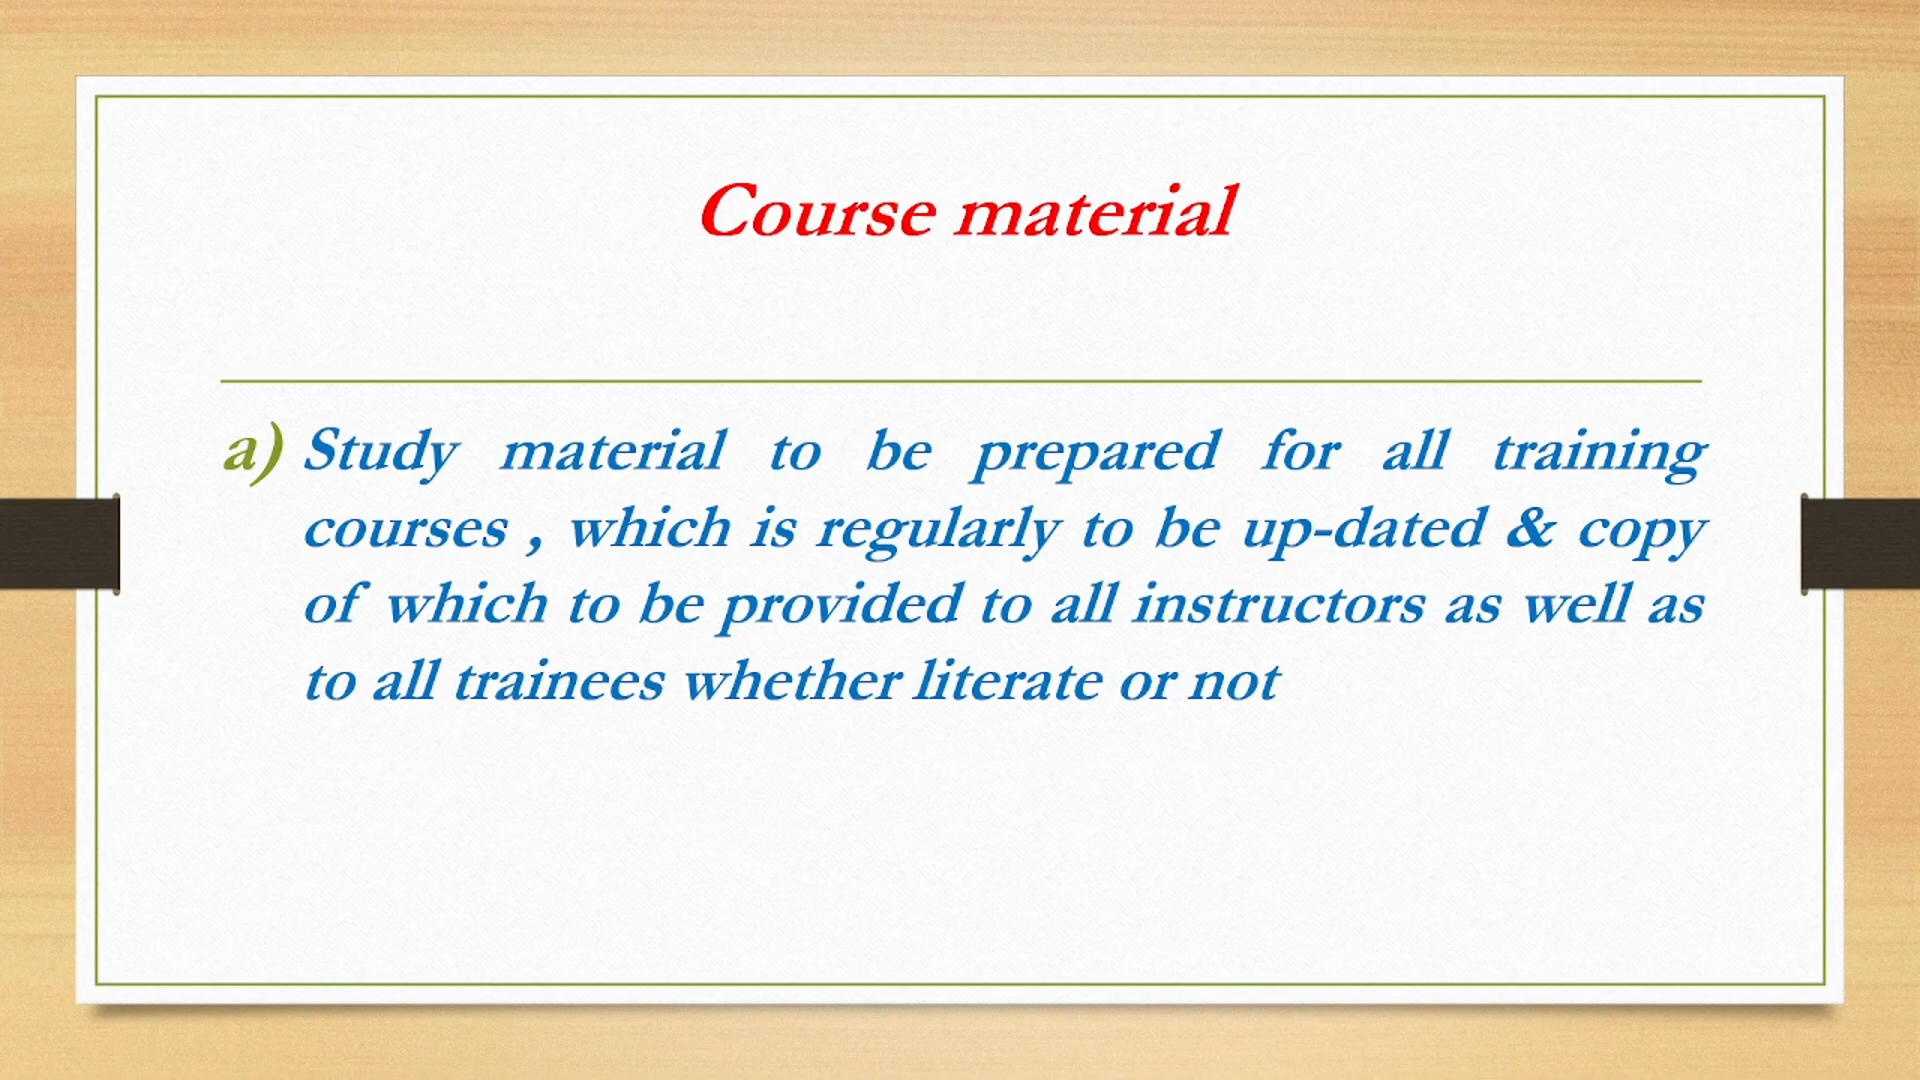 Course material
a) Study material to be prepared for all training
courses , which is regularly to be up-dated & copy
of which to be provided to all instructors as well as
to all trainees whether literate or not